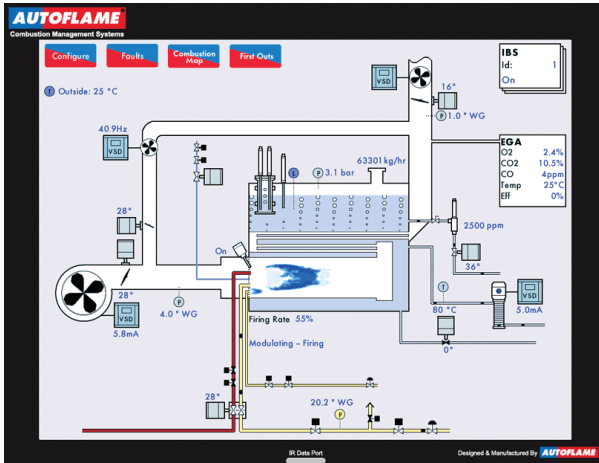 AUTOFLAME®
Combustion Management Systems
Configure
Faults
Combustion
Map
First Outs
IBS
Id: 1
On
T Outside: 25 °C
VSD
16°
P 1.0 " WG
40.9Hz
VSD
EGA
O2 2.4%
CO2 10.5%
CO 4ppm
Temp 25°C
Eff 0%
63301kg/hr
L
P 3.1 bar
28°
2500 ppm
On
36°
T
80 °C
VSD
5.0mA
28°
P
4.0 " WG
VSD
5.8mA
Firing Rate 55%
0°
Modulating – Firing
28°
20.2 " WG
P
IR Data Port
Designed & Manufactured By AUTOFLAME®